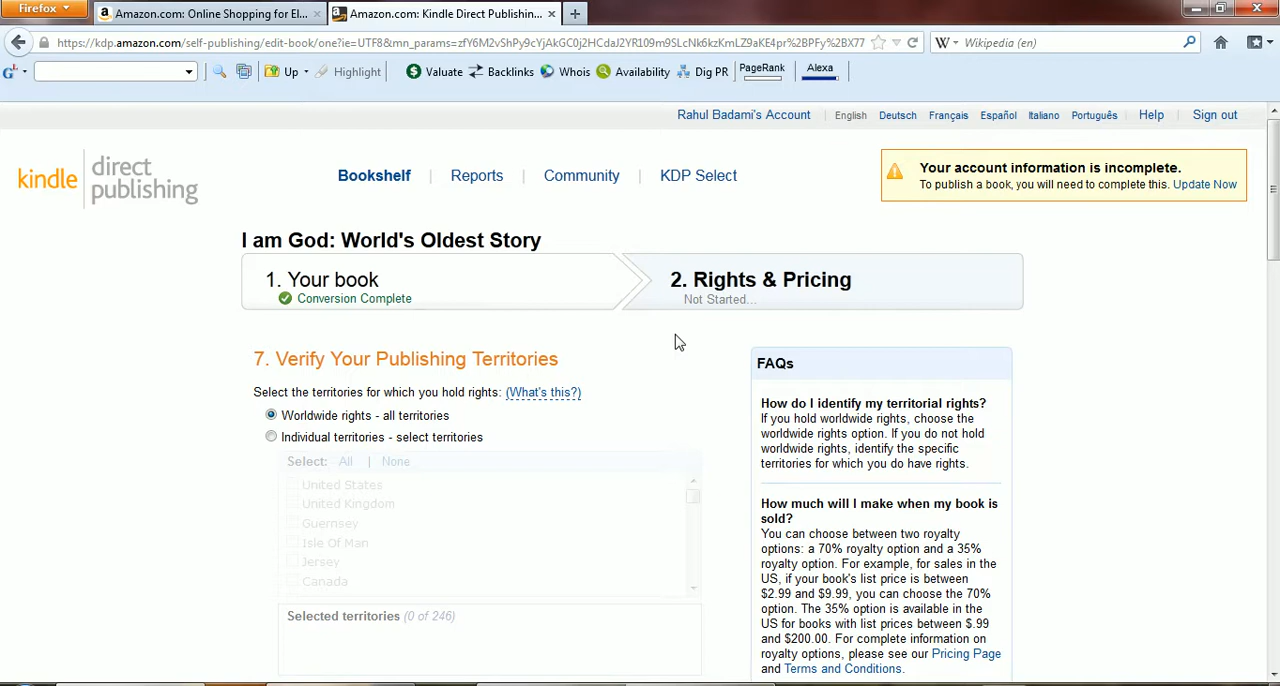 Firefox
Amazon.com: Online Shopping for El...
Amazon.com: Kindle Direct Publishin...
https://kdp.amazon.com/self-publishing/edit-book/one?ie=UTF8&mn_params=zfY6M2vShPy9cYjAkGC0j2HCdaJ2YR109m9SLcNk6kzKmLZ9aKE4pr%2BPFy%2BX77
Wikipedia (en)
Up
Highlight
Valuate
Backlinks
Whois
Availability
Dig PR
PageRank
Alexa
Rahul Badami's Account
English
Deutsch
Français
Español
Italiano
Português
Help
Sign out
kindle direct publishing
Bookshelf | Reports | Community | KDP Select
Your account information is incomplete.
To publish a book, you will need to complete this. Update Now
I am God: World's Oldest Story
1. Your book
Conversion Complete
2. Rights & Pricing
Not Started...
7. Verify Your Publishing Territories
Select the territories for which you hold rights: (What's this?)
Worldwide rights - all territories
Individual territories - select territories
Select: All | None
United States
United Kingdom
Guernsey
Isle Of Man
Jersey
Canada
Selected territories (0 of 246)
FAQs
How do I identify my territorial rights?
If you hold worldwide rights, choose the
worldwide rights option. If you do not hold
worldwide rights, identify the specific
territories for which you do have rights.
How much will I make when my book is
sold?
You can choose between two royalty
options: a 70% royalty option and a 35%
royalty option. For example, for sales in the
US, if your book's list price is between
$2.99 and $9.99, you can choose the 70%
option. The 35% option is available in the
US for books with list prices between $.99
and $200.00. For complete information on
royalty options, please see our Pricing Page
and Terms and Conditions.